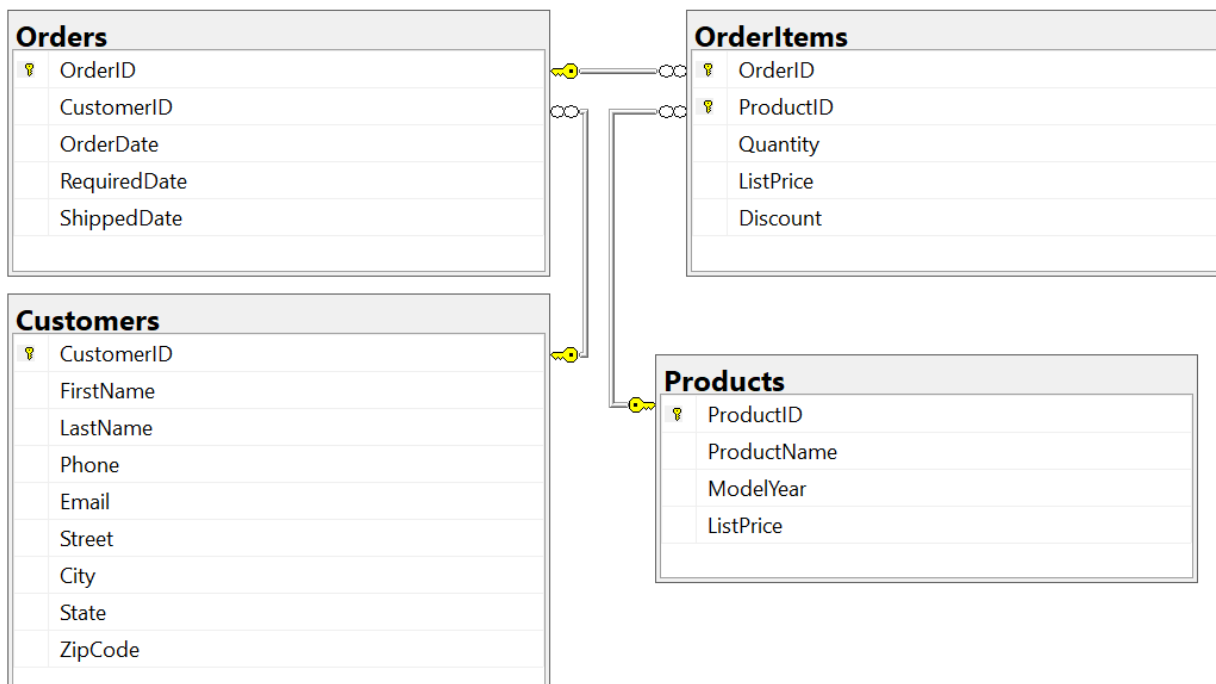 Orders
OrderID
CustomerID
OrderDate
RequiredDate
ShippedDate
OrderItems
OrderID
ProductID
Quantity
ListPrice
Discount
Customers
CustomerID
FirstName
LastName
Phone
Email
Street
City
State
ZipCode
Products
ProductID
ProductName
ModelYear
ListPrice